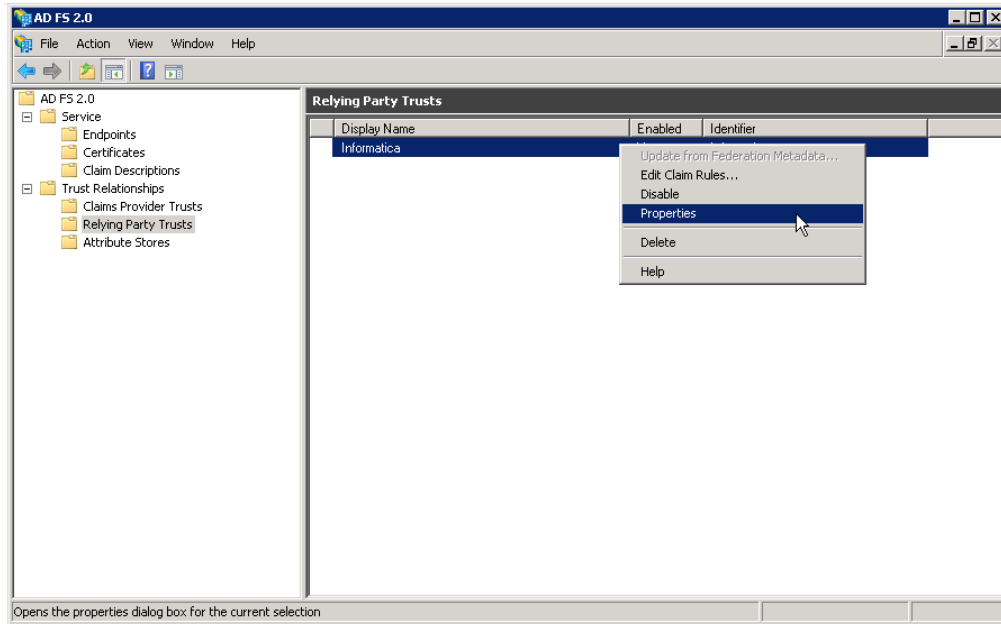 AD FS 2.0
File Action View Window Help
AD FS 2.0
Service
Endpoints
Certificates
Claim Descriptions
Trust Relationships
Claims Provider Trusts
Relying Party Trusts
Attribute Stores
Relying Party Trusts
Display Name Enabled Identifier
Informatica
Update from Federation Metadata...
Edit Claim Rules...
Disable
Properties
Delete
Help
Opens the properties dialog box for the current selection